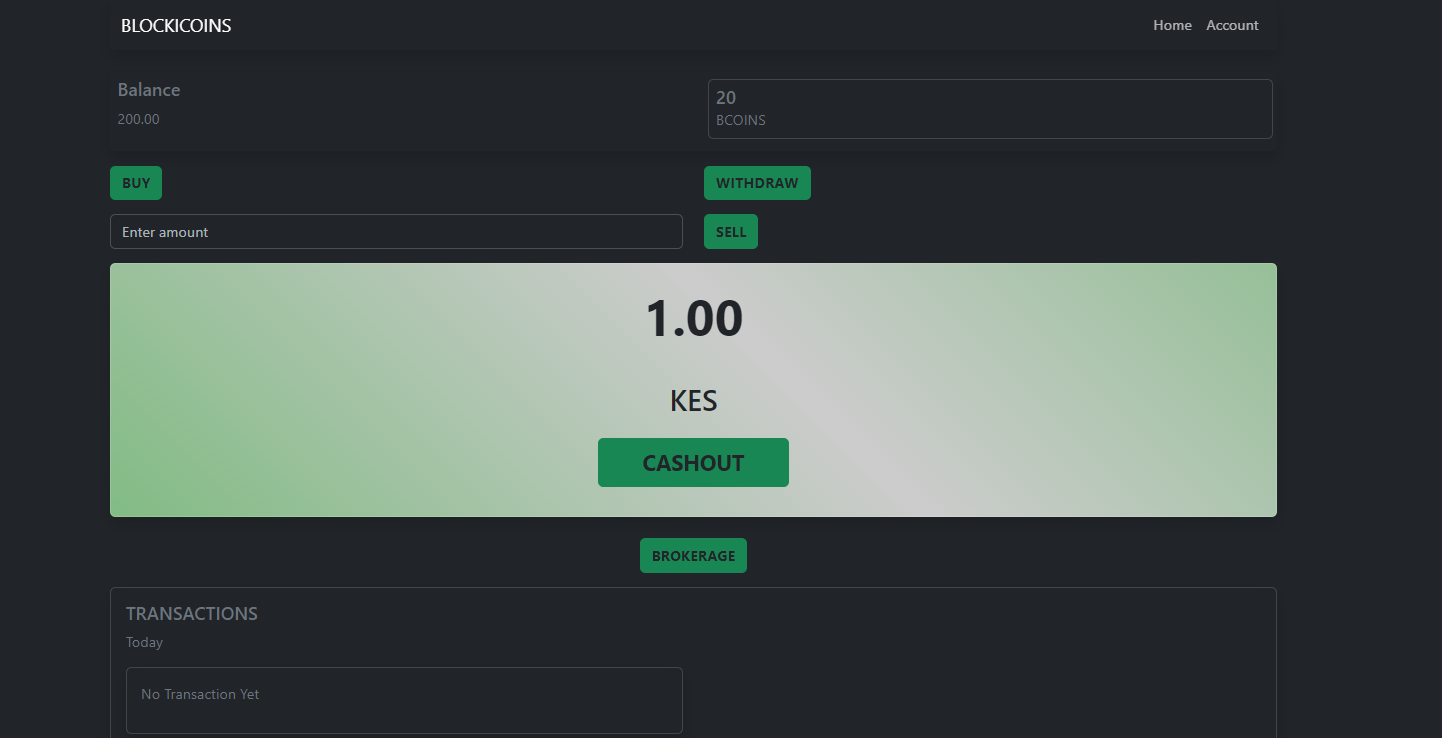 BLOCKICOINS
Home Account
Balance
200.00
20
BCOINS
BUY
WITHDRAW
Enter amount
SELL
1.00
KES
CASHOUT
BROKERAGE
TRANSACTIONS
Today
No Transaction Yet